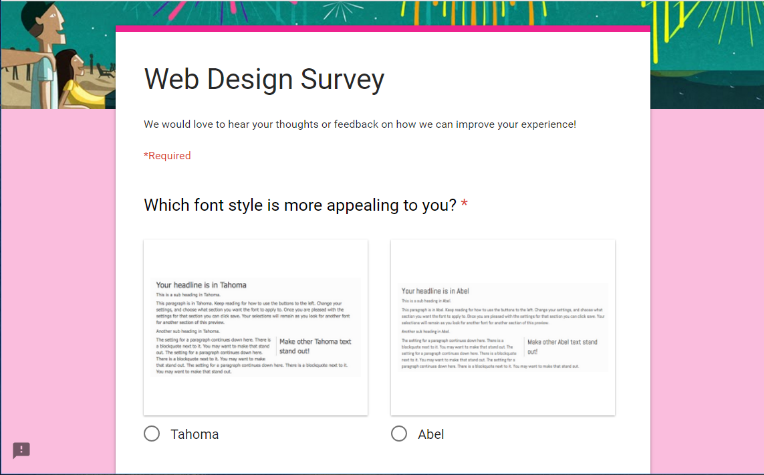 Web Design Survey
We would love to hear your thoughts or feedback on how we can improve your experience!
*Required
Which font style is more appealing to you? *
Your headline is in Tahoma
This is a sub heading in Tahoma.
This paragraph is in Tahoma. Keep reading for how to use the buttons to the left. Change your
settings, and choose what section you want the font to apply to. Once you are pleased with the
settings for that section you can click save. Your selections will remain as you look for another font
for another section of this preview.
Another sub heading in Tahoma.
The setting for a paragraph continues down here. There is
a blockquote next to it. You may want to make that stand
out. The setting for a paragraph continues down here.
There is a blockquote next to it. You may want to make
that stand out. The setting for a paragraph continues down here. There is a blockquote next to it.
You may want to make that stand out.
Make other Tahoma text
stand out!
Your headline is in Abel
This is a sub heading in Abel.
This paragraph is in Abel. Keep reading for how to use the buttons to the left. Change your settings, and choose what
section you want the font to apply to. Once you are pleased with the settings for that section you can click save. Your
selections will remain as you look for another font for another section of this preview.
Another sub heading in Abel.
The setting for a paragraph continues down here. There is a
blockquote next to it. You may want to make that stand out. The
setting for a paragraph continues down here. There is a blockquote
next to it. You may want to make that stand out. The setting for a
paragraph continues down here. There is a blockquote next to it. You may want to make that stand out.
Make other Abel text stand
out!
Tahoma
Abel